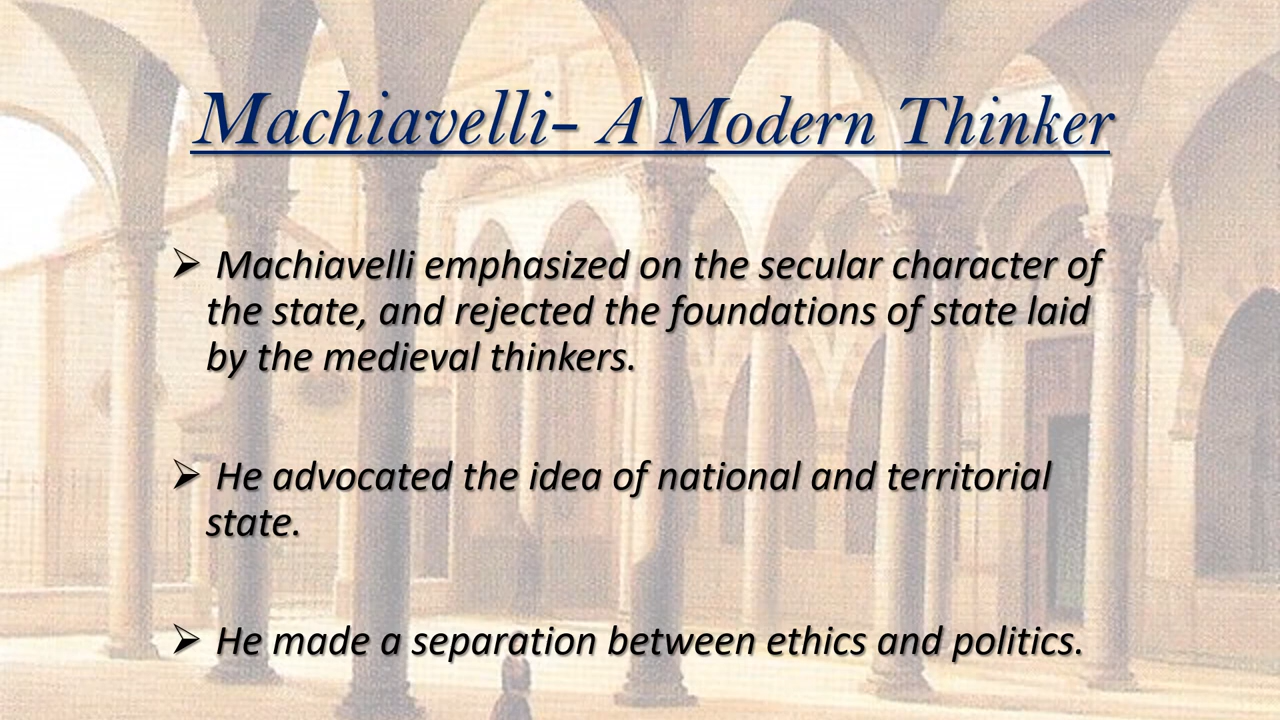 Machiavelli- A Modern Thinker
➢ Machiavelli emphasized on the secular character of
the state, and rejected the foundations of state laid
by the medieval thinkers.
➢ He advocated the idea of national and territorial
state.
➢ He made a separation between ethics and politics.